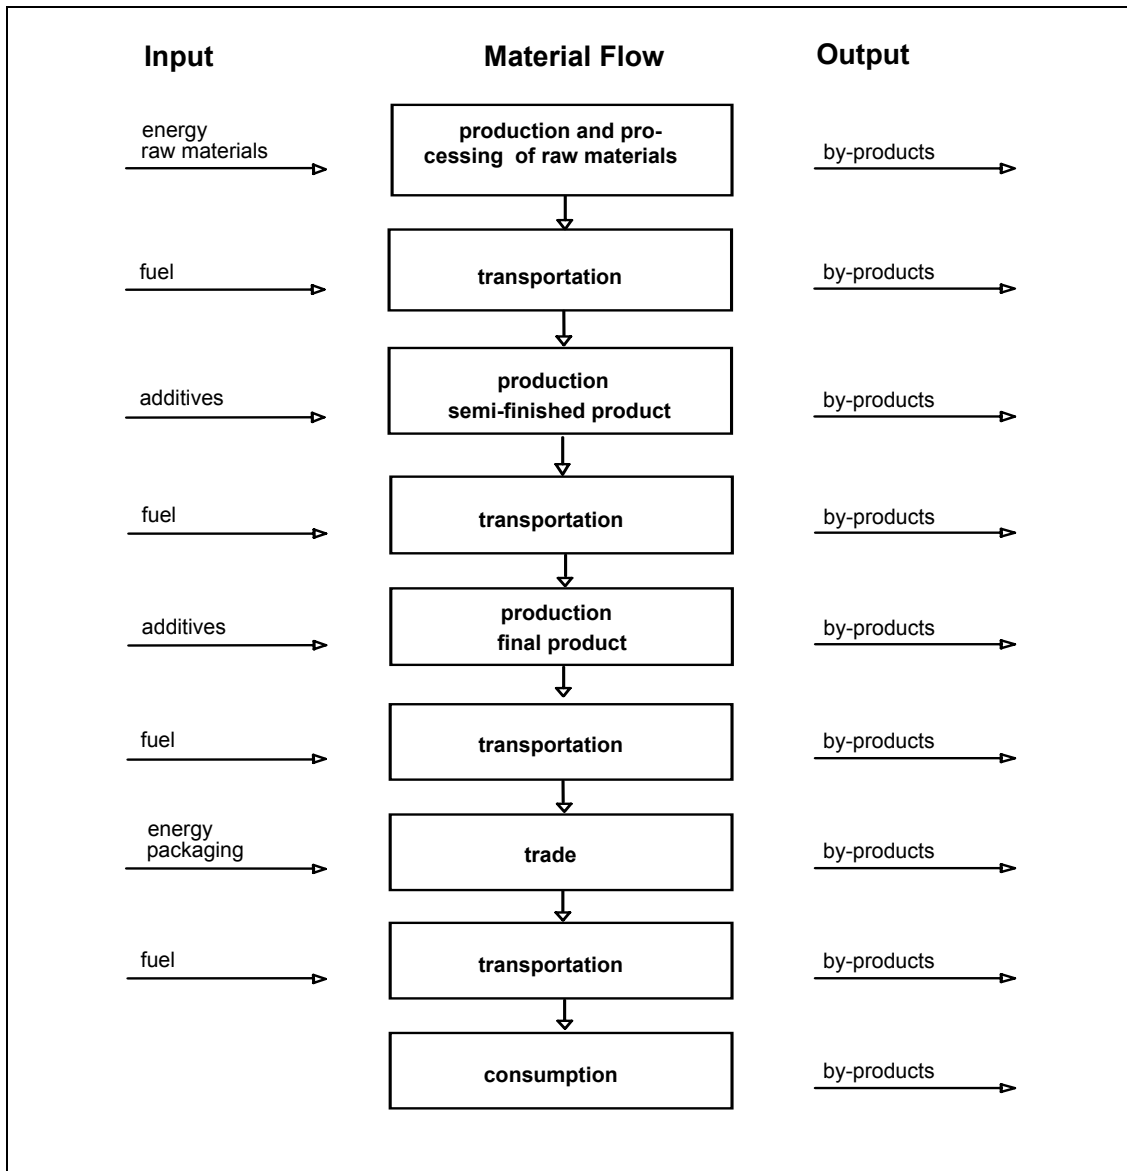 Input
Material Flow
Output
energy
raw materials
production and pro-
cessing of raw materials
by-products
fuel
transportation
by-products
additives
production
semi-finished product
by-products
fuel
transportation
by-products
additives
production
final product
by-products
fuel
transportation
by-products
energy
packaging
trade
by-products
fuel
transportation
by-products
consumption
by-products